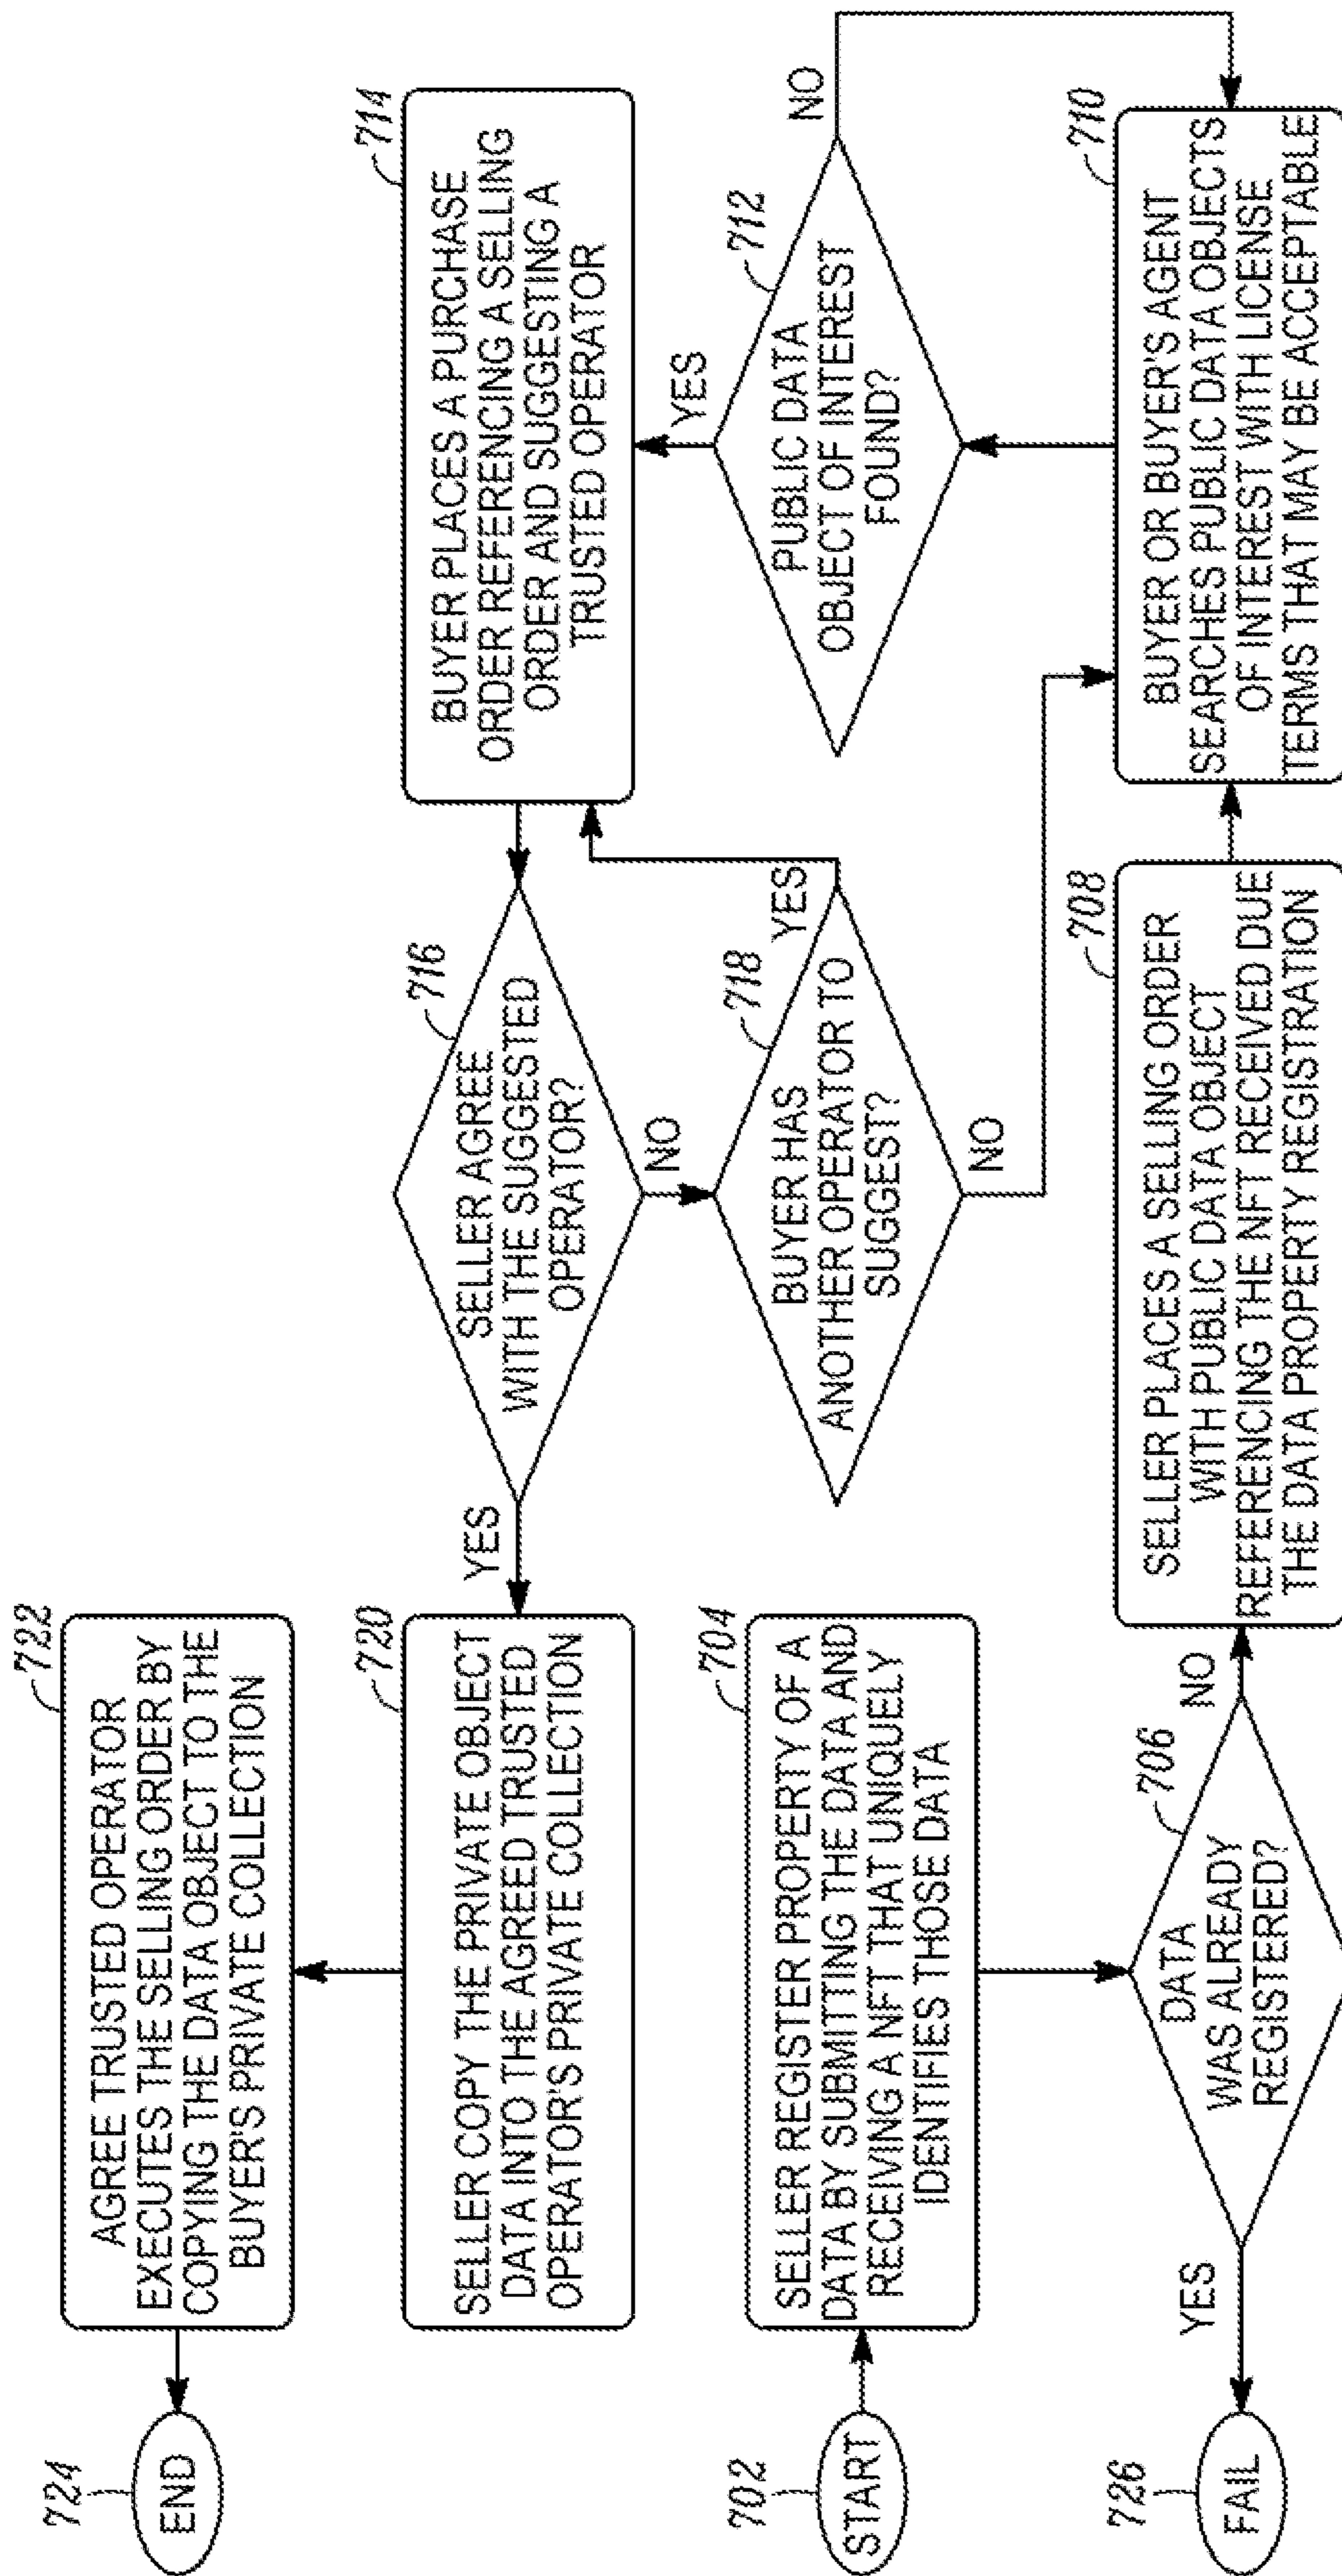 724
END
722
AGREE TRUSTED OPERATOR
EXECUTES THE SELLING ORDER BY
COPYING THE DATA OBJECT TO THE
BUYER'S PRIVATE COLLECTION
720
SELLER COPY THE PRIVATE OBJECT
DATA INTO THE AGREED TRUSTED
OPERATOR'S PRIVATE COLLECTION
YES
716
SELLER AGREE
WITH THE SUGGESTED
OPERATOR?
NO
714
BUYER PLACES A PURCHASE
ORDER REFERENCING A SELLING
ORDER AND SUGGESTING A
TRUSTED OPERATOR
702
START
704
SELLER REGISTER PROPERTY OF A
DATA BY SUBMITTING THE DATA AND
RECEIVING A NFT THAT UNIQUELY
IDENTIFIES THOSE DATA
718
BUYER HAS
ANOTHER OPERATOR TO
SUGGEST?
YES
NO
YES
712
PUBLIC DATA
OBJECT OF INTEREST
FOUND?
NO
726
FAIL
YES
706
DATA
WAS ALREADY
REGISTERED?
NO
708
SELLER PLACES A SELLING ORDER
WITH PUBLIC DATA OBJECT
REFERENCING THE NFT RECEIVED DUE
THE DATA PROPERTY REGISTRATION
710
BUYER OR BUYER'S AGENT
SEARCHES PUBLIC DATA OBJECTS
OF INTEREST WITH LICENSE
TERMS THAT MAY BE ACCEPTABLE